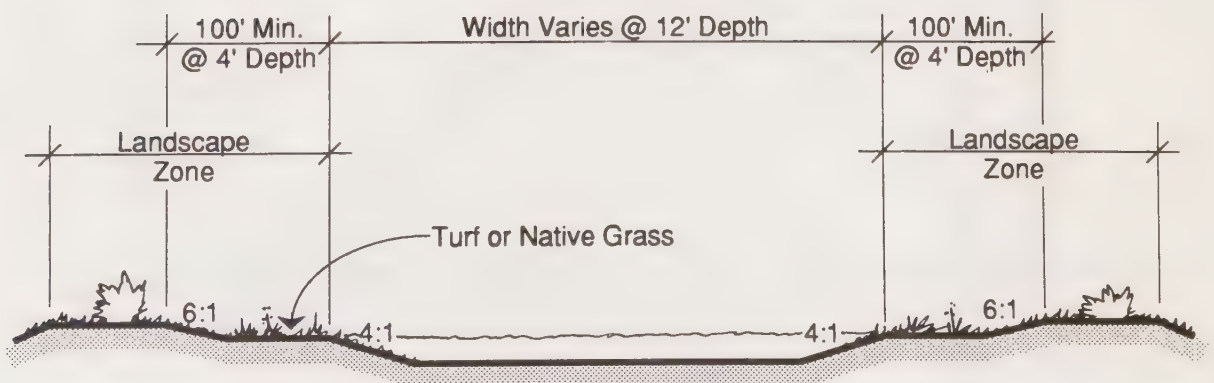 100' Min.
@ 4' Depth
Width Varies @ 12' Depth
100' Min.
@ 4' Depth
Landscape
Zone
Landscape
Zone
Turf or Native Grass
6:1
4:1
4:1
6:1